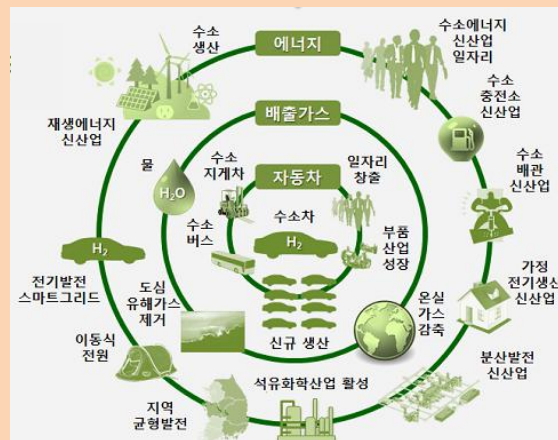 수소
생산
에너지
수소에너지
신산업
일자리
수소
충전소
신산업
재생에너지
신산업
배출가스
물
H₂O
수소
지게차
자동차
일자리
창출
수소
배관
신산업
수소차
H₂
수소
버스
부품
산업
성장
H₂
전기발전
스마트그리드
도심
유해가스
제거
신규 생산
온실
가스
감축
가정
전기생산
신산업
이동식
전원
지역
균형발전
석유화학산업 활성
분산발전
신산업